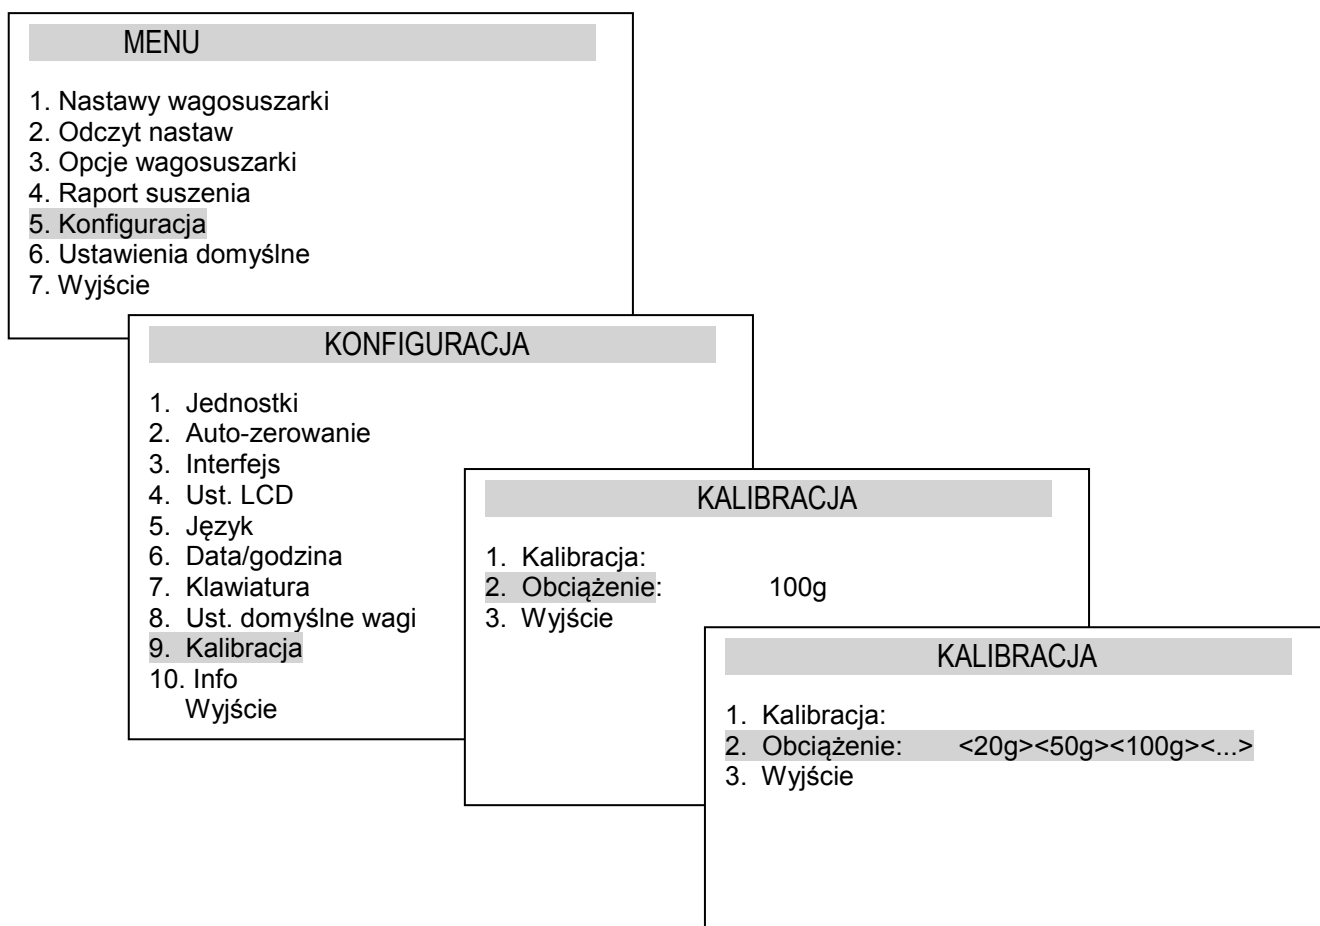 MENU
1. Nastawy wagosuszarki
2. Odczyt nastaw
3. Opcje wagosuszarki
4. Raport suszenia
5. Konfiguracja
6. Ustawienia domyślne
7. Wyjście
KONFIGURACJA
1. Jednostki
2. Auto-zerowanie
3. Interfejs
4. Ust. LCD
5. Język
6. Data/godzina
7. Klawiatura
8. Ust. domyślne wagi
9. Kalibracja
10. Info
Wyjście
KALIBRACJA
1. Kalibracja:
2. Obciążenie: 100g
3. Wyjście
KALIBRACJA
1. Kalibracja:
2. Obciążenie: <20g><50g><100g><...>
3. Wyjście